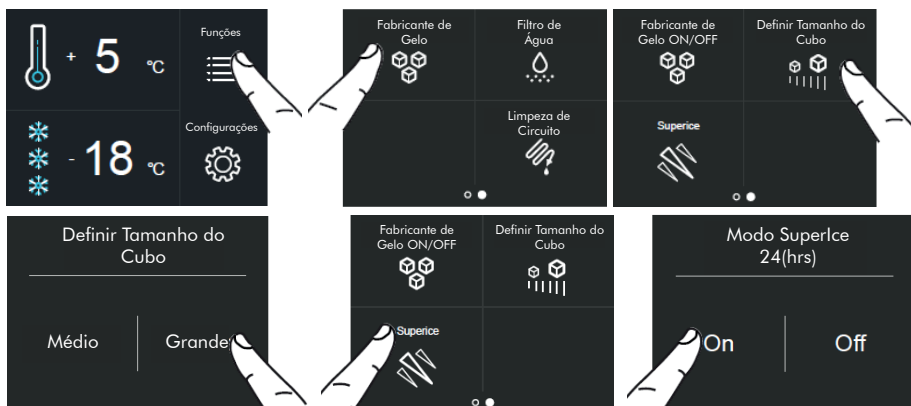 Funções
+ 5 °C
Configurações
- 18 °C
Fabricante de
Gelo
Filtro de
Água
Limpeza de
Circuito
Fabricante de
Gelo ON/OFF
Definir Tamanho do
Cubo
Superice
Definir Tamanho do
Cubo
Médio
Grande
Fabricante de
Gelo ON/OFF
Definir Tamanho do
Cubo
Superice
Modo SuperIce
24(hrs)
On
Off